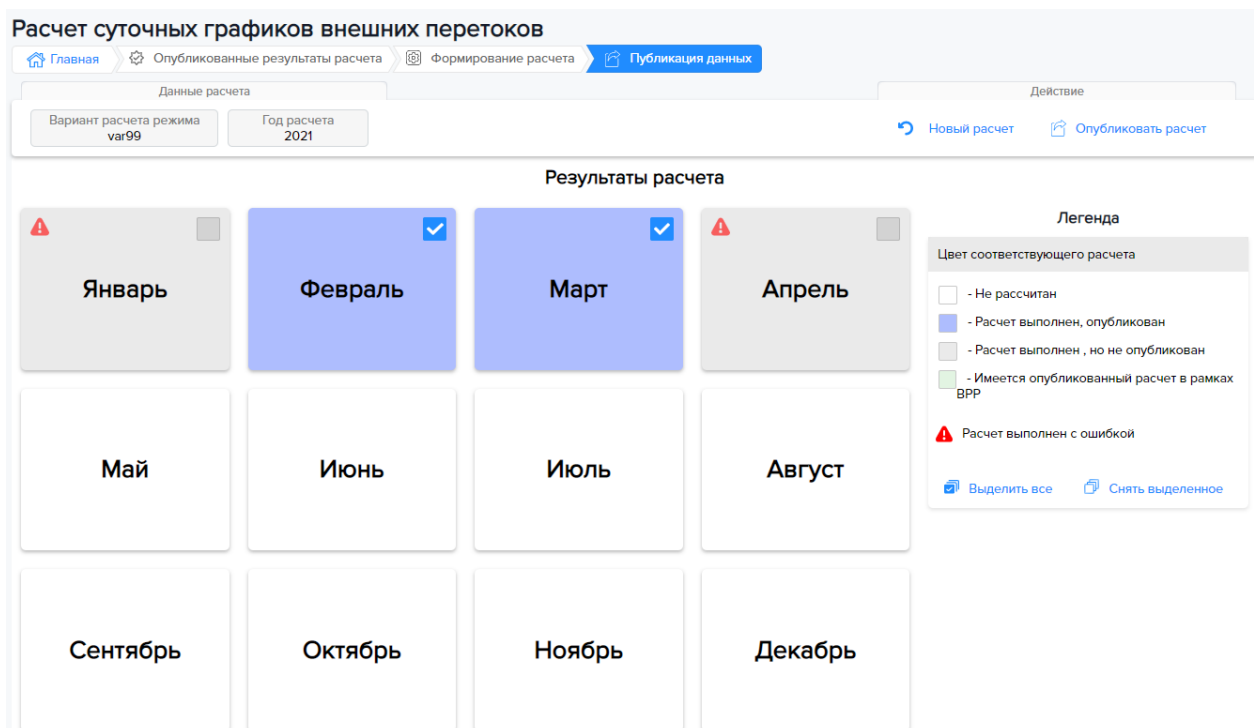 Расчет суточных графиков внешних перетоков
Главная Опубликованные результаты расчета Формирование расчета Публикация данных
Данные расчета Действие
Вариант расчета режима Год расчета
var99 2021
Новый расчет Опубликовать расчет
Результаты расчета
Легенда
Цвет соответствующего расчета
Январь Февраль Март Апрель
- Не рассчитан
- Расчет выполнен, опубликован
- Расчет выполнен , но не опубликован
- Имеется опубликованный расчет в рамках
ВРР
Расчет выполнен с ошибкой
Май Июнь Июль Август
Выделить все Снять выделенное
Сентябрь Октябрь Ноябрь Декабрь